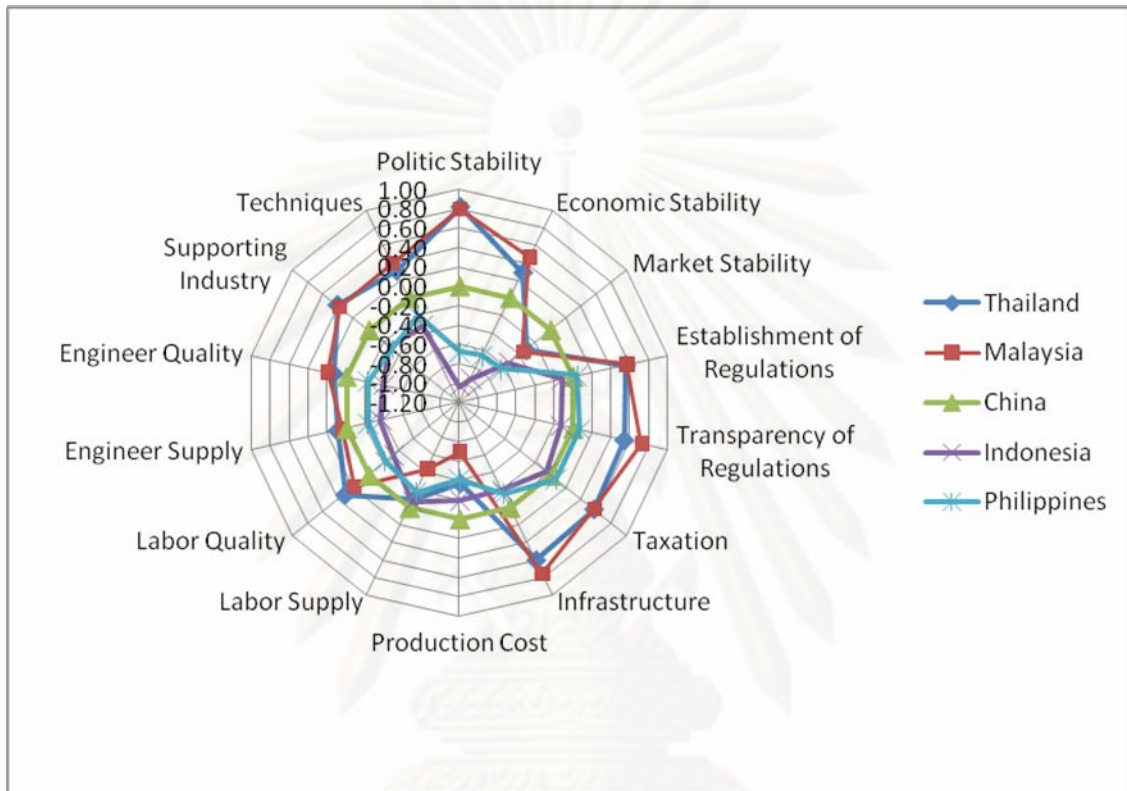 Politic Stability
Economic Stability
Market Stability
Establishment of
Regulations
Transparency of
Regulations
Taxation
Infrastructure
Production Cost
Labor Supply
Labor Quality
Engineer Supply
Engineer Quality
Supporting
Industry
Techniques
1.00
0.80
0.60
0.40
0.20
0.00
-0.20
-0.40
-0.60
-0.80
-1.00
-1.20
Thailand
Malaysia
China
Indonesia
Philippines